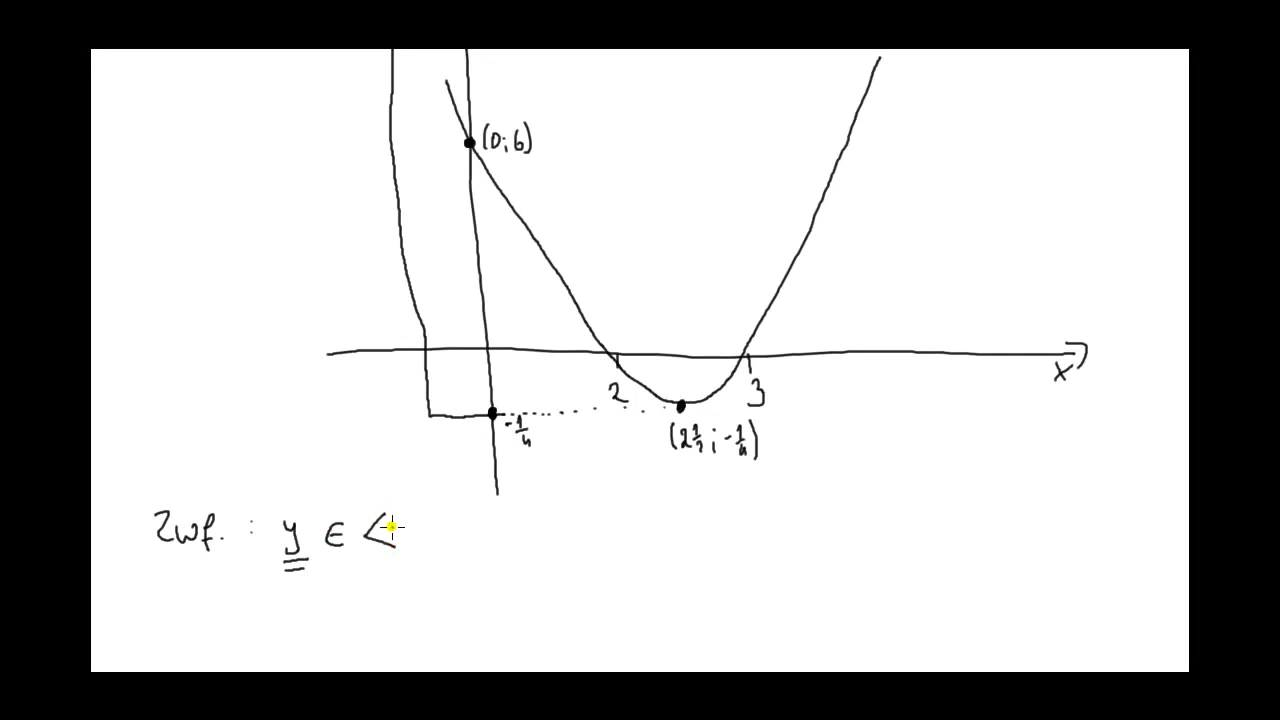 (0;6)
x
2
3
-1/4
(2 1/2 ; -1/4)
Zwf. : y ∈ <